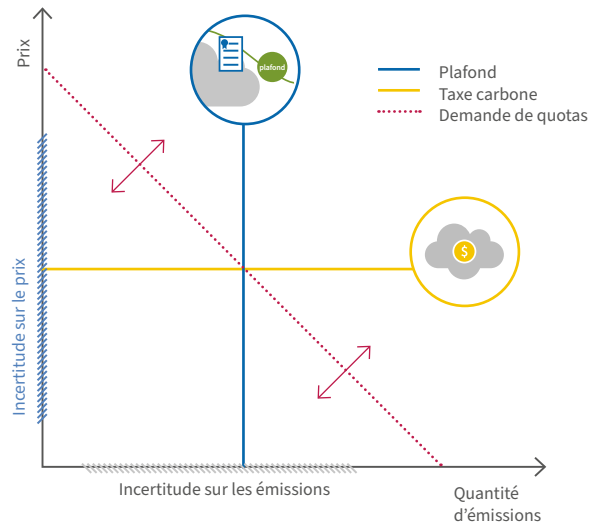 Prix
plafond
Plafond
Taxe carbone
Demande de quotas
$
Incertitude sur le prix
Incertitude sur les émissions
Quantité
d’émissions